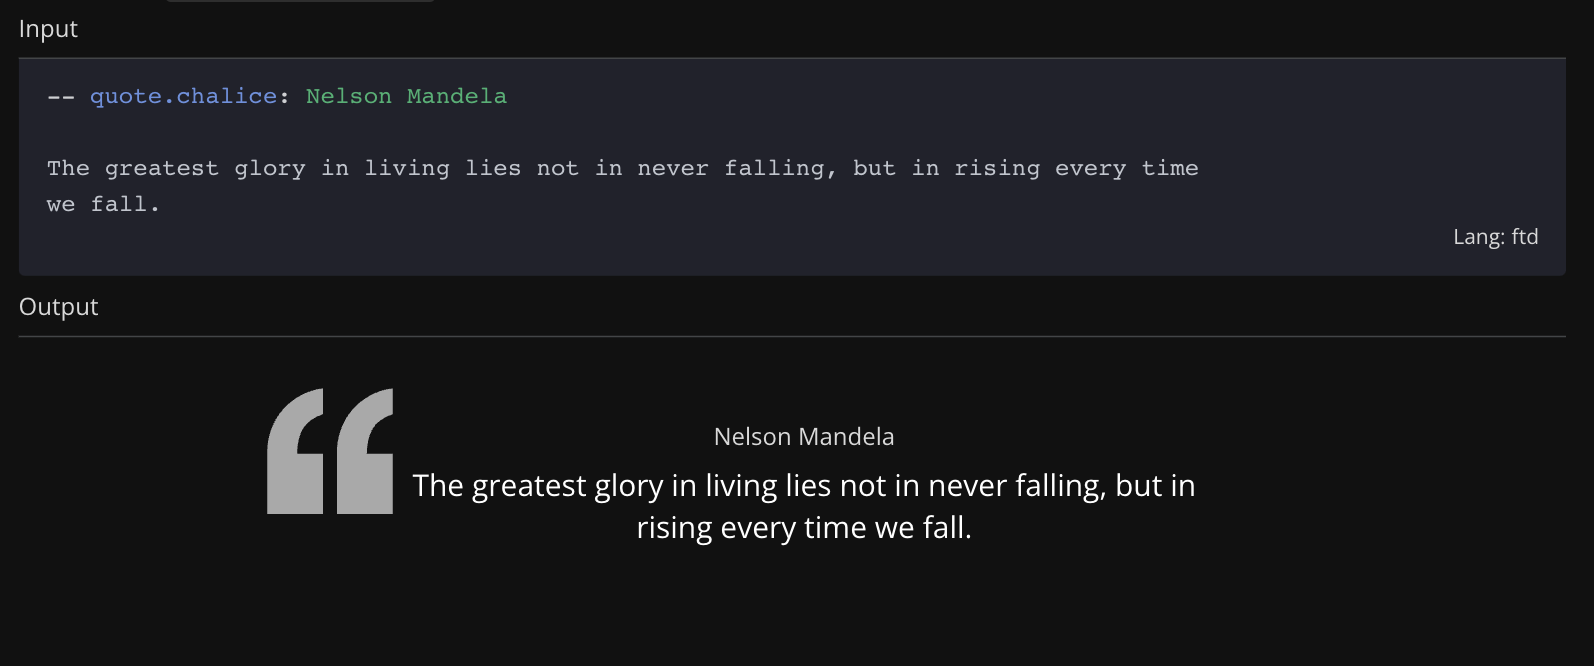 Input
-- quote.chalice: Nelson Mandela
The greatest glory in living lies not in never falling, but in rising every time
we fall.
Lang: ftd
Output
Nelson Mandela
The greatest glory in living lies not in never falling, but in
rising every time we fall.